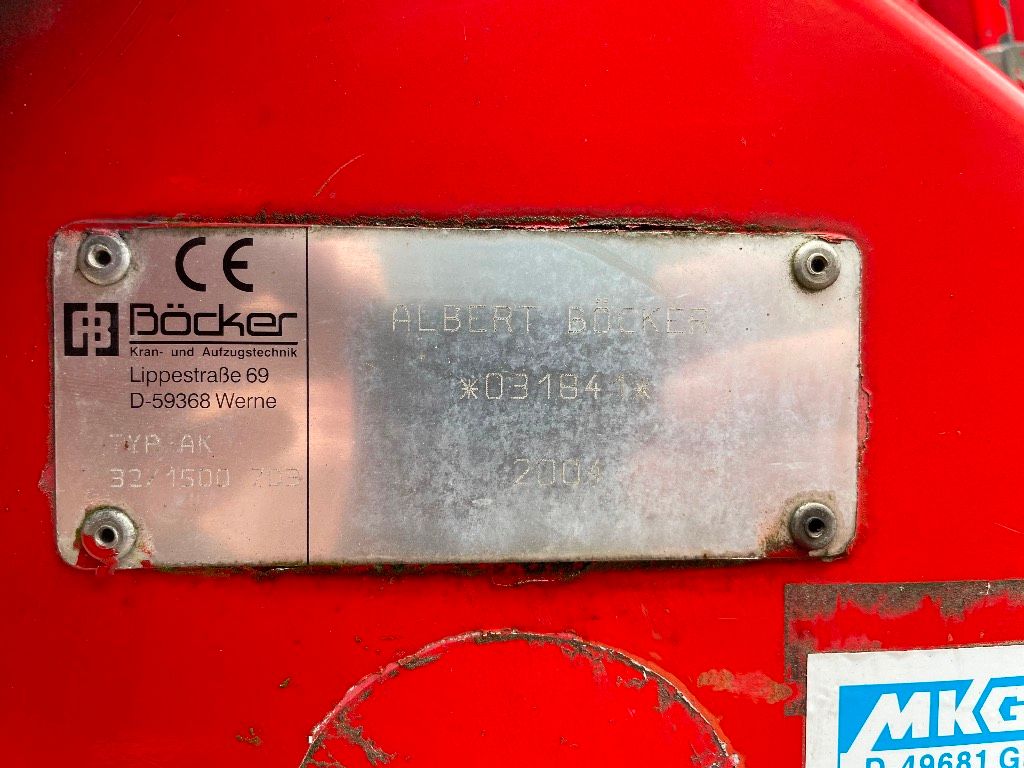 CE
Böcker
Kran- und Aufzugstechnik
Lippestraße 69
D-59368 Werne
TYP AK
32/1500
ALBERT BÖCKER
*031841*
2004
MKG
D-49681